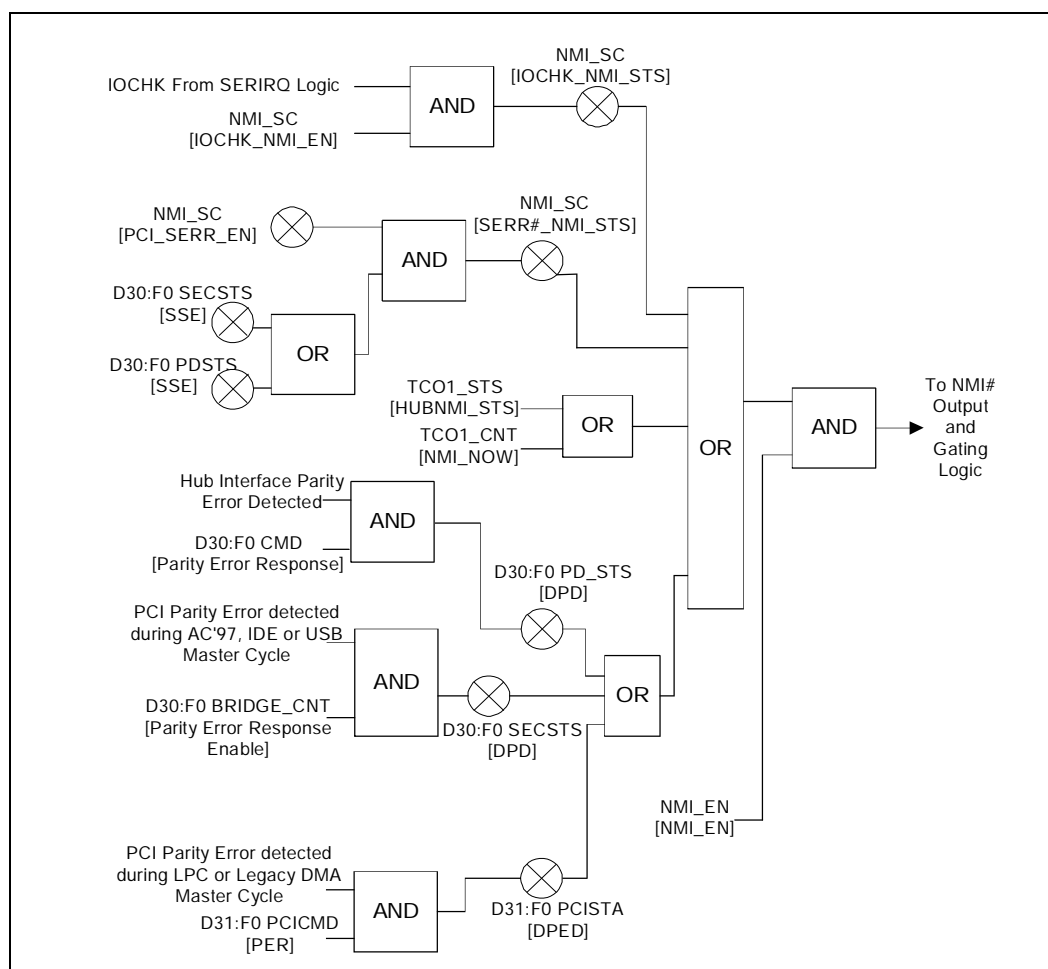 IOCHK From SERIRQ Logic
NMI_SC
[IOCHK_NMI_EN]
AND
NMI_SC
[IOCHK_NMI_STS]
NMI_SC
[PCI_SERR_EN]
AND
NMI_SC
[SERR#_NMI_STS]
D30:F0 SECSTS
[SSE]
D30:F0 PDSTS
[SSE]
OR
TCO1_STS
[HUBNMI_STS]
TCO1_CNT
[NMI_NOW]
OR
OR
AND
To NMI#
Output
and
Gating
Logic
Hub Interface Parity
Error Detected
D30:F0 CMD
[Parity Error Response]
AND
D30:F0 PD_STS
[DPD]
PCI Parity Error detected
during AC'97, IDE or USB
Master Cycle
D30:F0 BRIDGE_CNT
[Parity Error Response
Enable]
AND
D30:F0 SECSTS
[DPD]
OR
NMI_EN
[NMI_EN]
PCI Parity Error detected
during LPC or Legacy DMA
Master Cycle
D31:F0 PCICMD
[PER]
AND
D31:F0 PCISTA
[DPED]